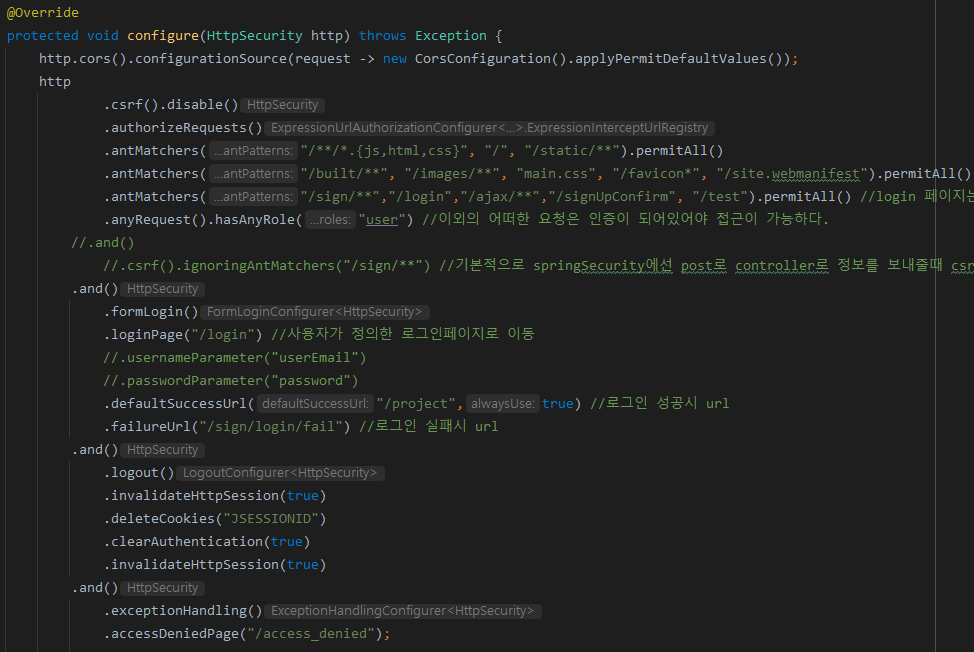 @Override
protected void configure(HttpSecurity http) throws Exception {
http.cors().configurationSource(request -> new CorsConfiguration().applyPermitDefaultValues());
http
.csrf().disable() HttpSecurity
.authorizeRequests() ExpressionUrlAuthorizationConfigurer<...>.ExpressionInterceptUrlRegistry
.antMatchers( ...antPatterns: "/**/*.{js,html,css}", "/", "/static/**").permitAll()
.antMatchers( ...antPatterns: "/built/**", "/images/**", "main.css", "/favicon*", "/site.webmanifest").permitAll()
.antMatchers( ...antPatterns: "/sign/**","/login","/ajax/**","/signUpConfirm", "/test").permitAll() //login 페이지는
.anyRequest().hasAnyRole( ...roles: "user") //이외의 어떠한 요청은 인증이 되어있어야 접근이 가능하다.
//.and()
//.csrf().ignoringAntMatchers("/sign/**") //기본적으로 springSecurity에선 post로 controller로 정보를 보내줄때 csr
.and() HttpSecurity
.formLogin() FormLoginConfigurer<HttpSecurity>
.loginPage("/login") //사용자가 정의한 로그인페이지로 이동
//.usernameParameter("userEmail")
//.passwordParameter("password")
.defaultSuccessUrl( defaultSuccessUrl: "/project", alwaysUse: true) //로그인 성공시 url
.failureUrl("/sign/login/fail") //로그인 실패시 url
.and() HttpSecurity
.logout() LogoutConfigurer<HttpSecurity>
.invalidateHttpSession(true)
.deleteCookies("JSESSIONID")
.clearAuthentication(true)
.invalidateHttpSession(true)
.and() HttpSecurity
.exceptionHandling() ExceptionHandlingConfigurer<HttpSecurity>
.accessDeniedPage("/access_denied");